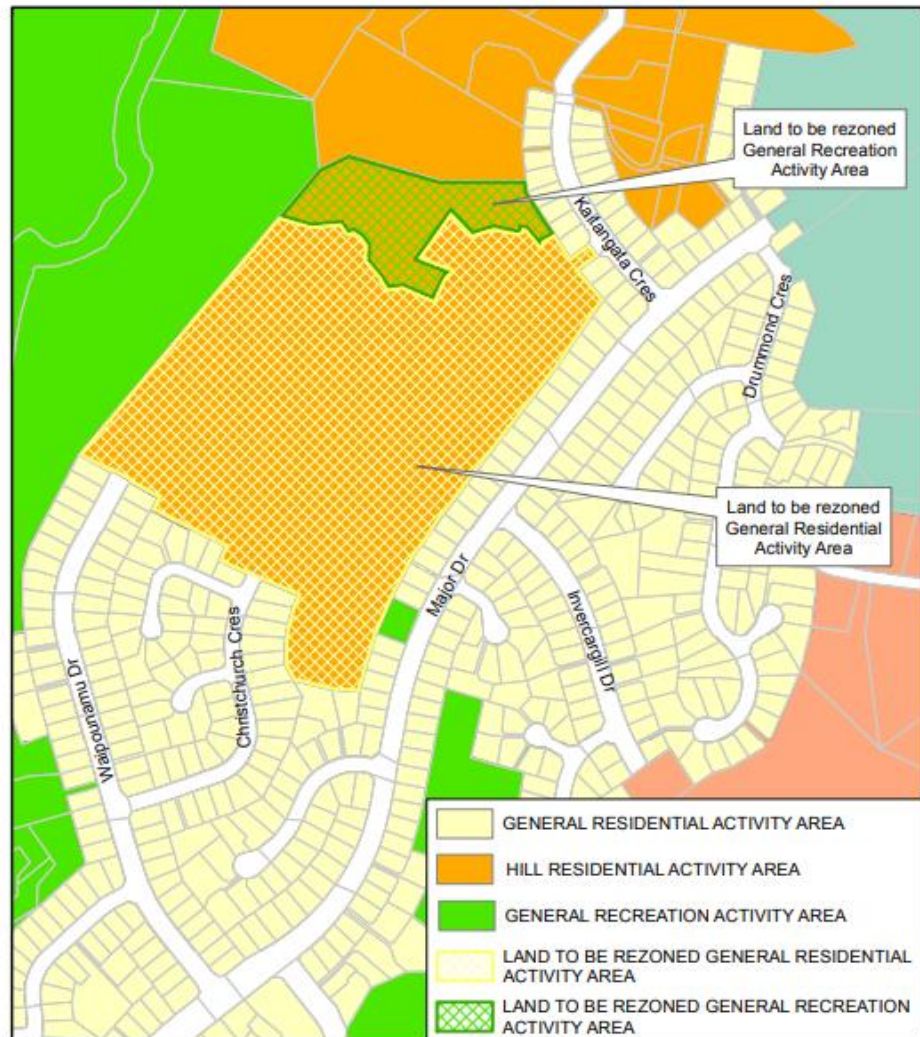 Land to be rezoned
General Recreation
Activity Area
Kaitangata Cres
Drummond Cres
Land to be rezoned
General Residential
Activity Area
Major Dr
Invercargill Dr
Christchurch Cres
Waipounamu Dr
GENERAL RESIDENTIAL ACTIVITY AREA
HILL RESIDENTIAL ACTIVITY AREA
GENERAL RECREATION ACTIVITY AREA
LAND TO BE REZONED GENERAL RESIDENTIAL
ACTIVITY AREA
LAND TO BE REZONED GENERAL RECREATION
ACTIVITY AREA